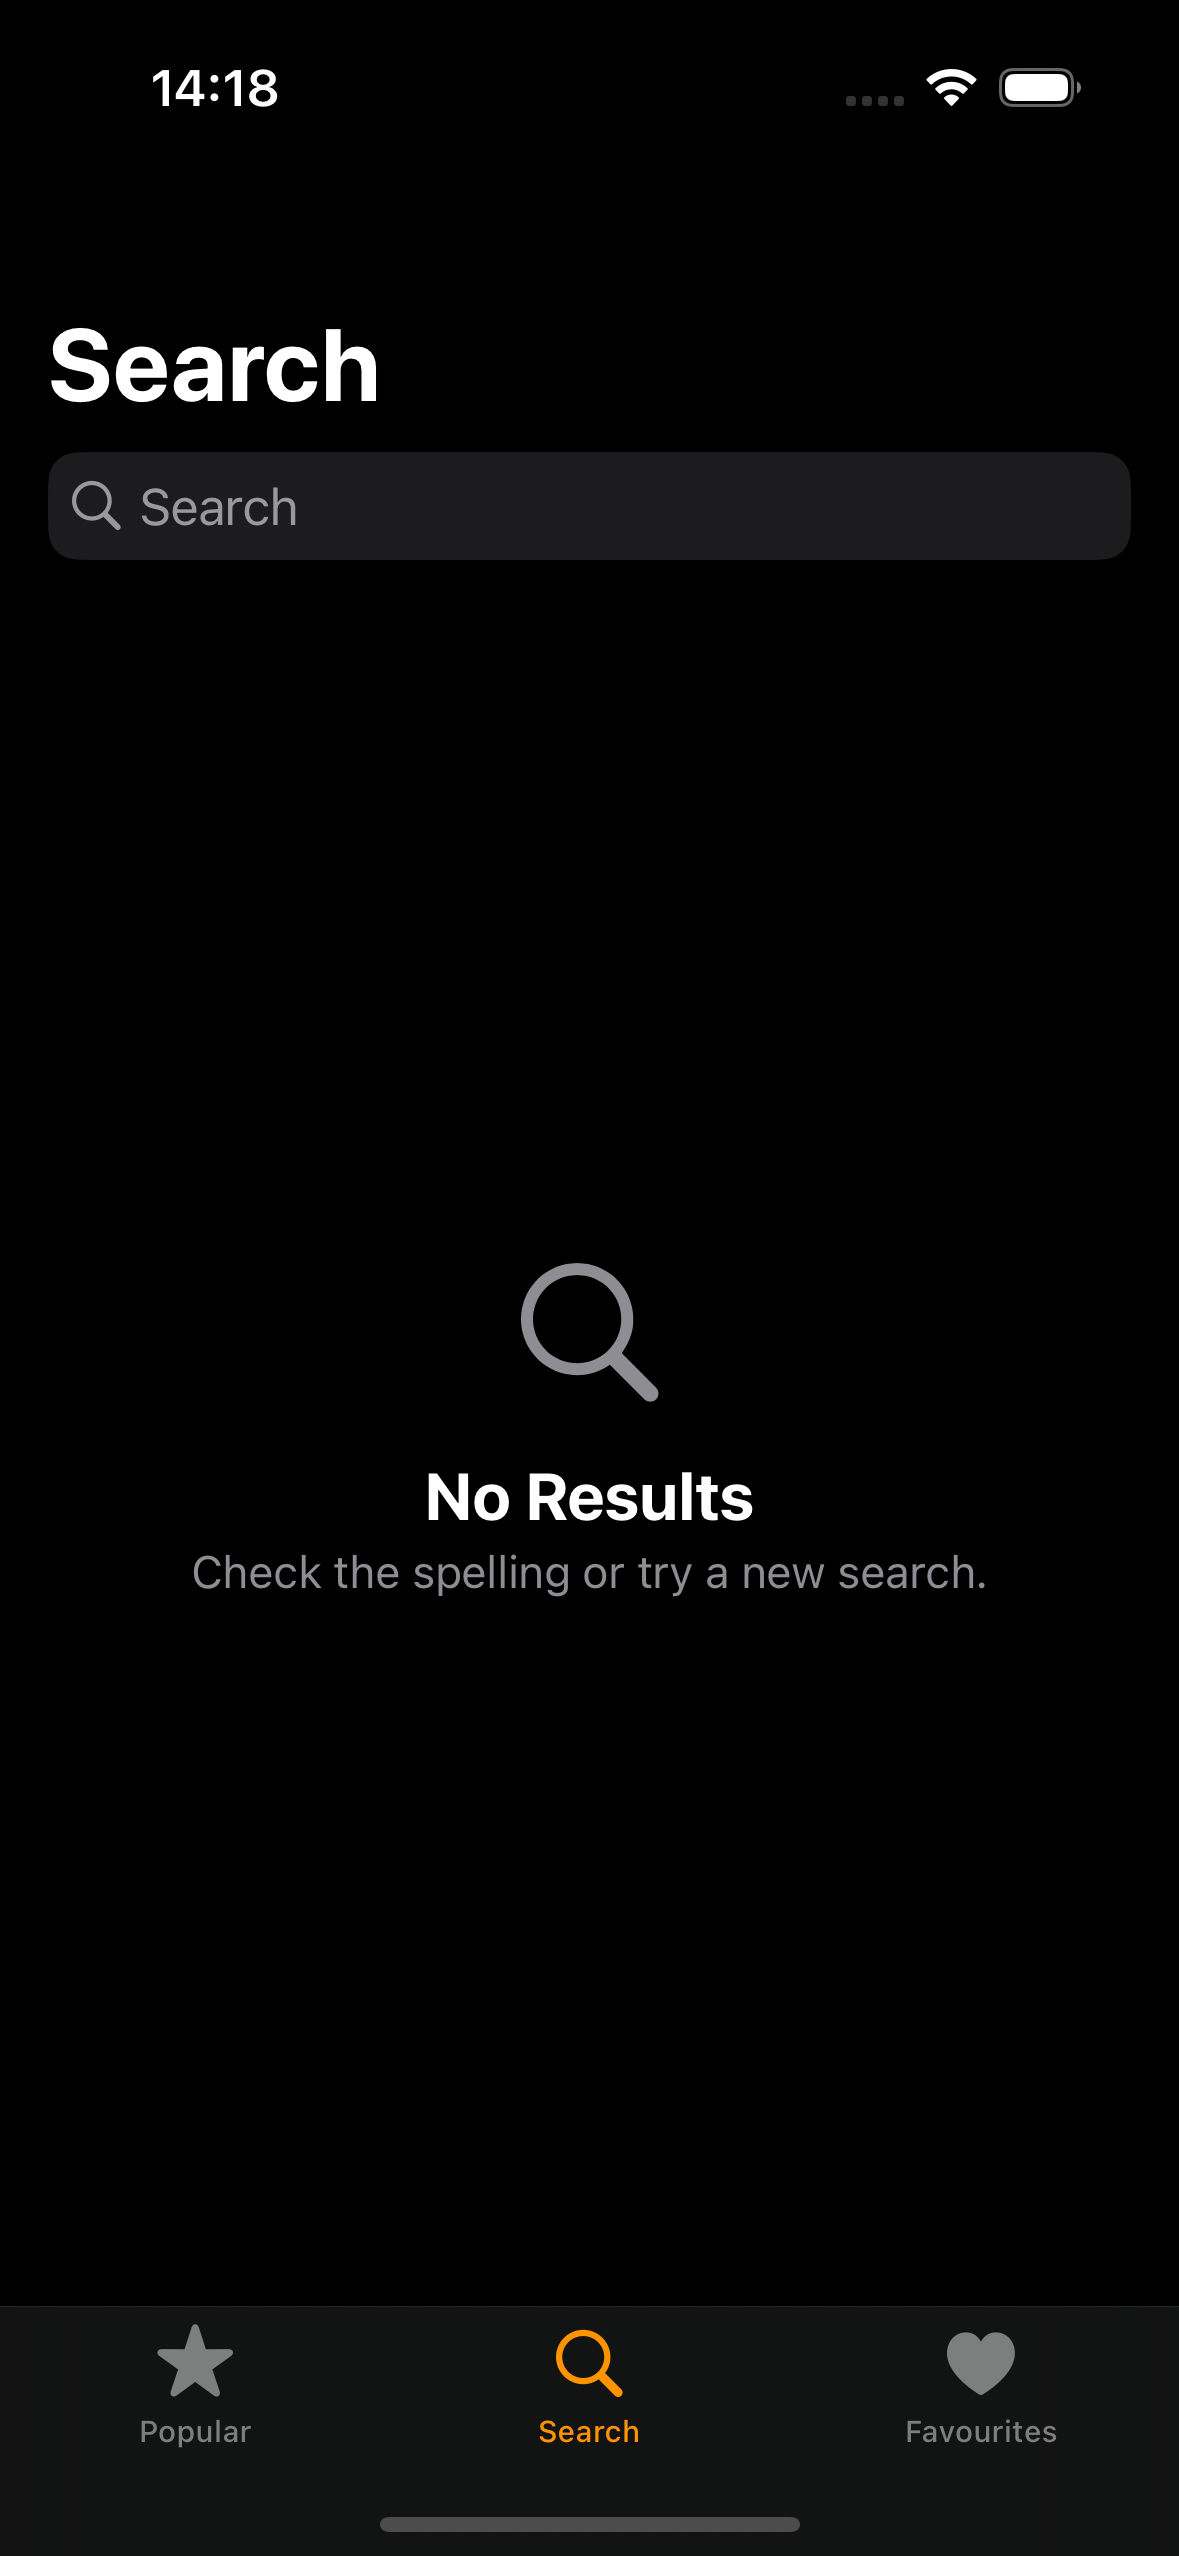 14:18
Search
Search
No Results
Check the spelling or try a new search.
Popular
Search
Favourites